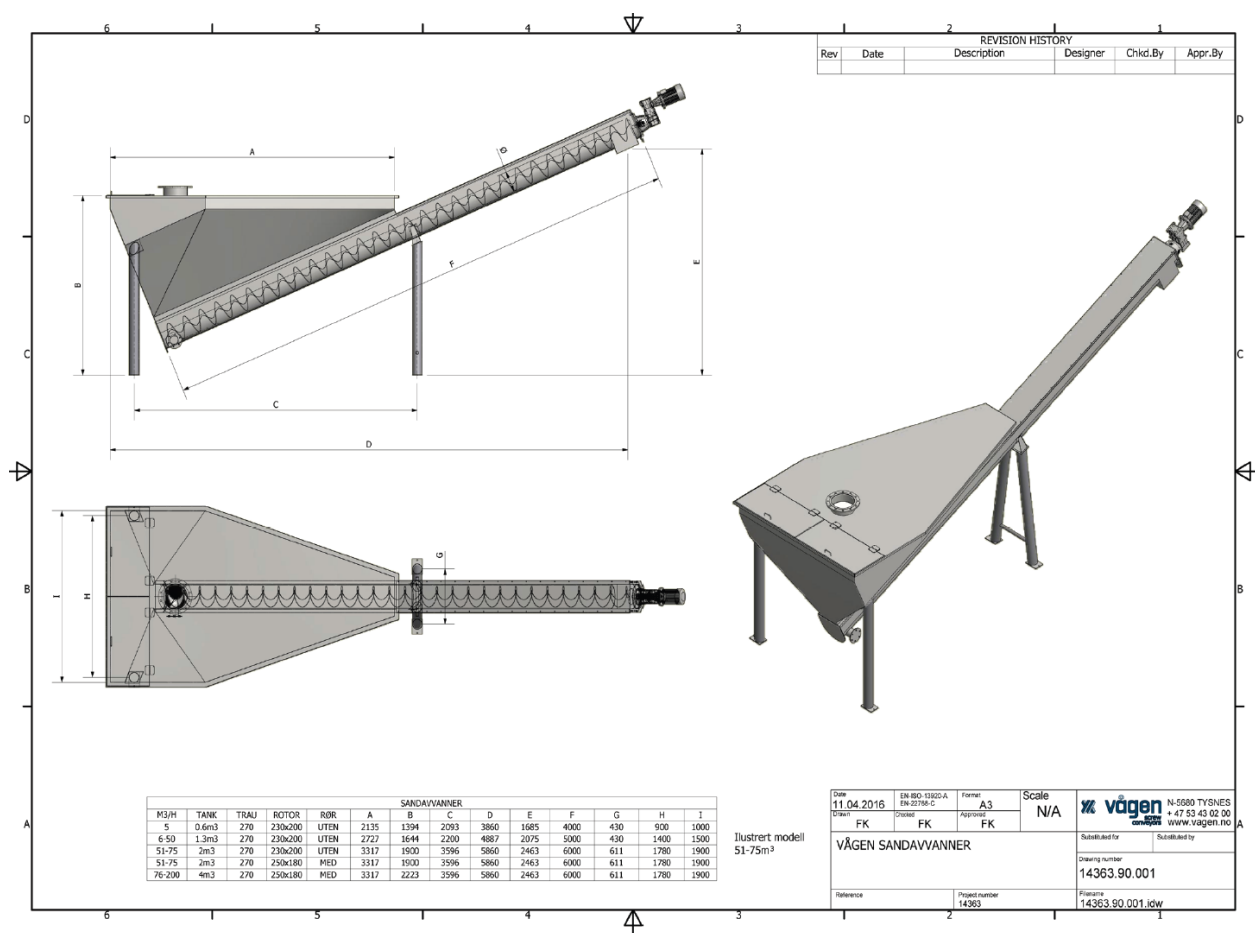 6 5 4 3 2 1
REVISION HISTORY
Rev Date Description Designer Chkd.By Appr.By
D D
A
Ø
F
E
B
C C
C
D
G
B B
I H
SANDAVVANNER
M3/H TANK TRAU ROTOR RØR A B C D E F G H I
5 0.6m3 270 230x200 UTEN 2135 1394 2093 3860 1685 4000 430 900 1000
6-50 1.3m3 270 230x200 UTEN 2727 1644 2200 4887 2075 5000 430 1400 1500
51-75 2m3 270 230x200 UTEN 3317 1900 3596 5860 2463 6000 611 1780 1900
51-75 2m3 270 250x180 MED 3317 1900 3596 5860 2463 6000 611 1780 1900
76-200 4m3 270 250x180 MED 3317 2223 3596 5860 2463 6000 611 1780 1900
Ilustrert modell
51-75m³
A A
Date
11.04.2016
EN-ISO-13920-A
EN-22768-C
Format
A3
Scale
N/A
Drawn
FK
Checked
FK
Approved
FK
vågen
screw
conveyors
N-5680 TYSNES
+ 47 53 43 02 00
www.vagen.no
VÅGEN SANDAVVANNER
Substituted for
Substituted by
Drawing number
14363.90.001
Reference
Project number
14363
Filename
14363.90.001.idw
6 5 4 3 2 1